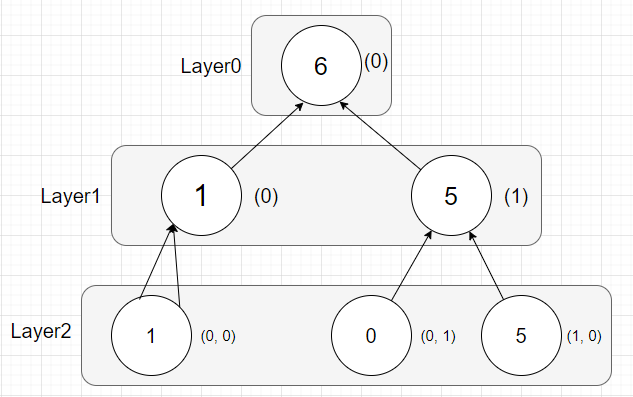 Layer0 6 (0)
Layer1 1 (0) 5 (1)
Layer2 1 (0, 0) 0 (0, 1) 5 (1, 0)